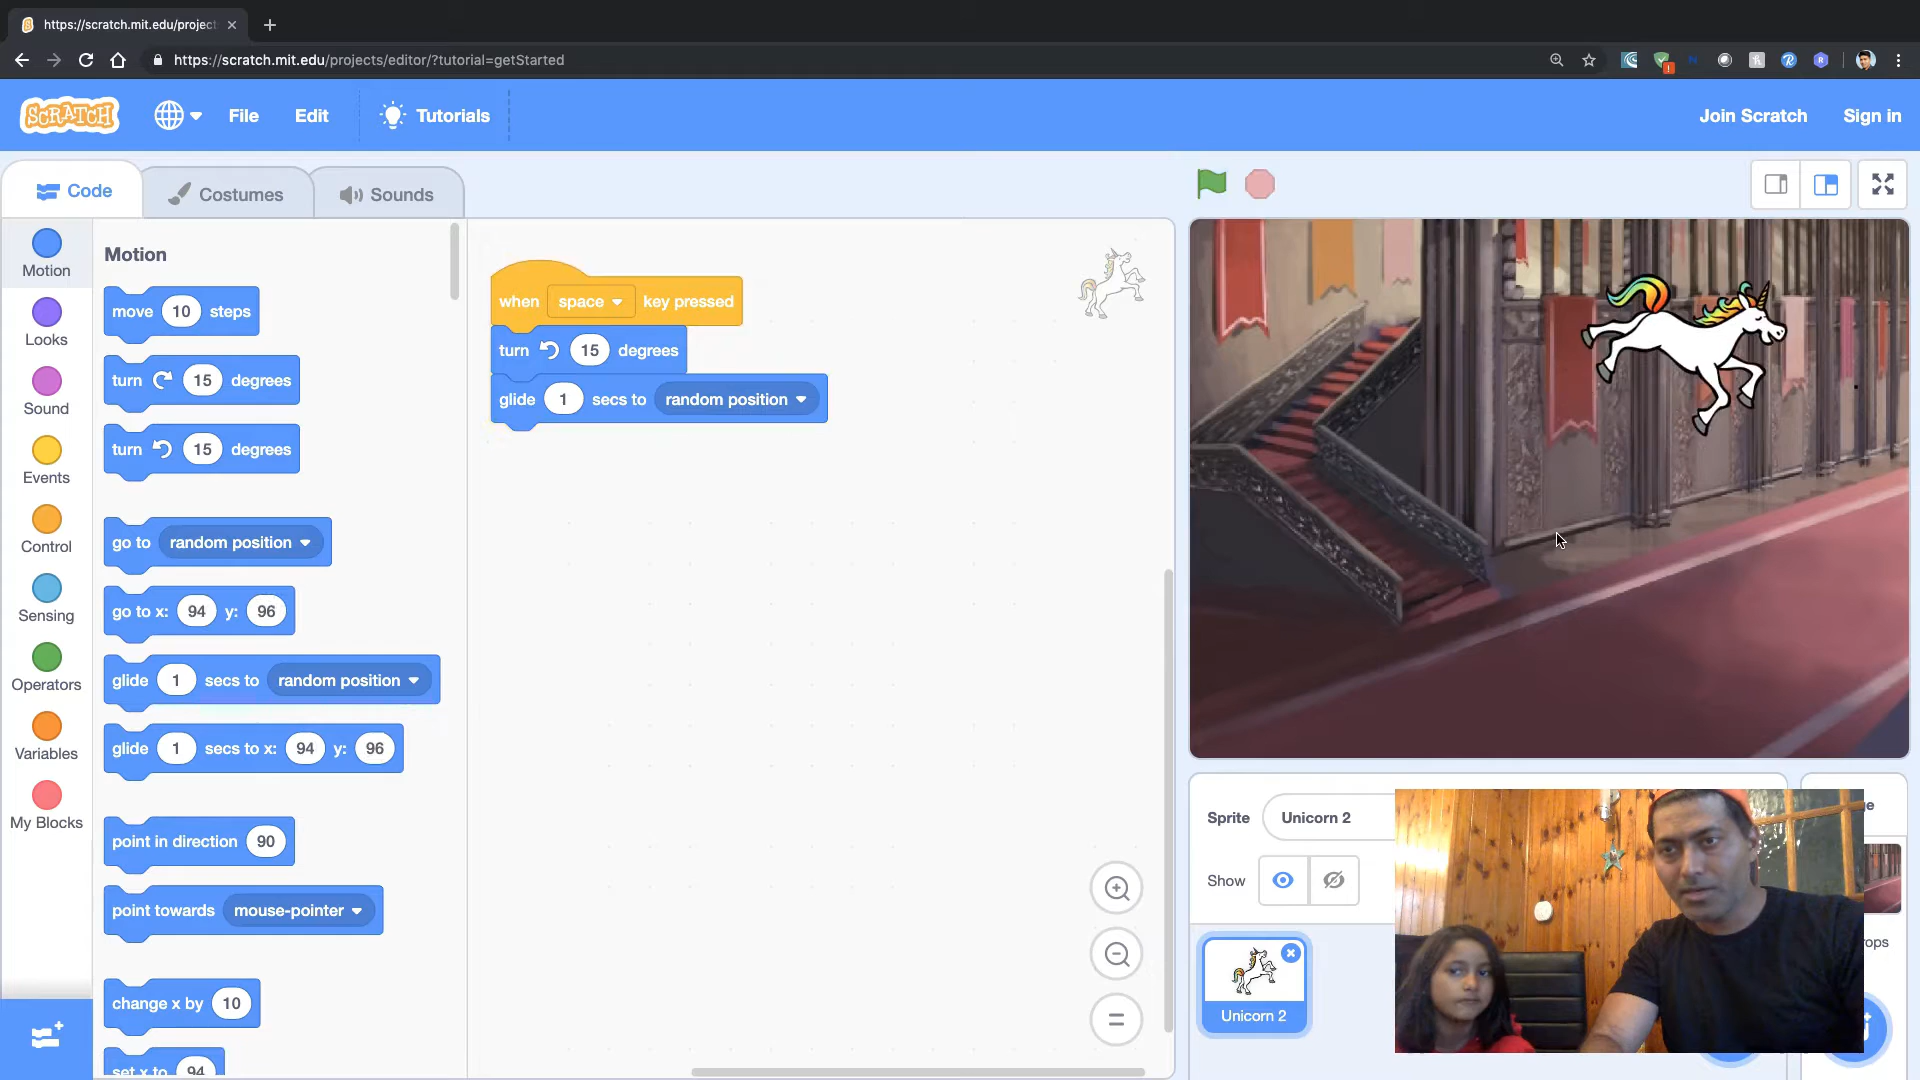 https://scratch.mit.edu/project
https://scratch.mit.edu/projects/editor/?tutorial=getStarted
SCRATCH
File
Edit
Tutorials
Join Scratch
Sign in
Code
Costumes
Sounds
Motion
Looks
Sound
Events
Control
Sensing
Operators
Variables
My Blocks
Motion
move 10 steps
turn 15 degrees
turn 15 degrees
go to random position
go to x: 94 y: 96
glide 1 secs to random position
glide 1 secs to x: 94 y: 96
point in direction 90
point towards mouse-pointer
change x by 10
set x to 94
when space key pressed
turn 15 degrees
glide 1 secs to random position
Sprite
Unicorn 2
Show
Unicorn 2